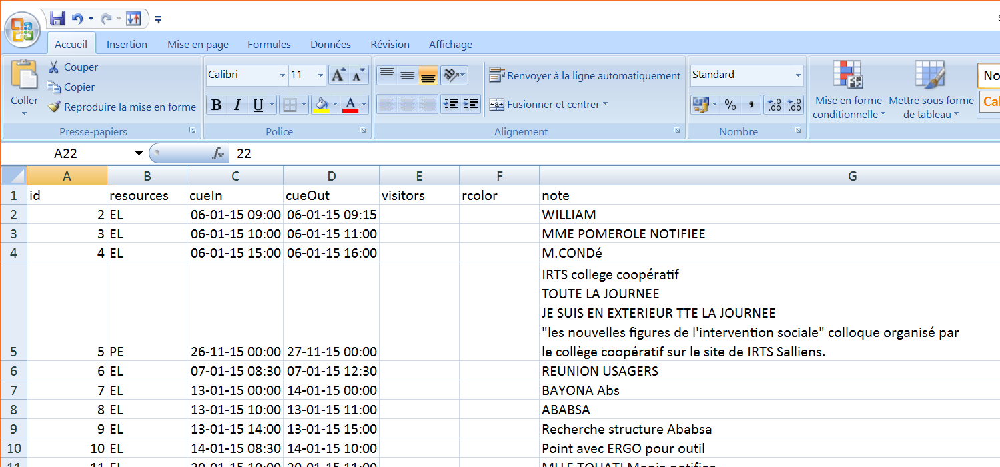 Accueil Insertion Mise en page Formules Données Révision Affichage
Coller
Couper
Copier
Reproduire la mise en forme
Presse-papiers
Calibri 11
G I U A A
Police
Renvoyer à la ligne automatiquement
Fusionner et centrer
Alignement
Standard
% ,00 ,00
Nombre
Mise en forme conditionnelle
Mettre sous forme de tableau
No
Cal
A22 fx 22
A B C D E F G
1 id resources cueIn cueOut visitors rcolor note
2 2 EL 06-01-15 09:00 06-01-15 09:15 WILLIAM
3 3 EL 06-01-15 10:00 06-01-15 11:00 MME POMEROLE NOTIFIEE
4 4 EL 06-01-15 15:00 06-01-15 16:00 M.CONDé
IRTS college coopératif
TOUTE LA JOURNEE
JE SUIS EN EXTERIEUR TTE LA JOURNEE
"les nouvelles figures de l'intervention sociale" colloque organisé par
5 5 PE 26-11-15 00:00 27-11-15 00:00 le collège coopératif sur le site de IRTS Salliens.
6 6 EL 07-01-15 08:30 07-01-15 12:30 REUNION USAGERS
7 7 EL 13-01-15 00:00 14-01-15 00:00 BAYONA Abs
8 8 EL 13-01-15 10:00 13-01-15 11:00 ABABSA
9 9 EL 13-01-15 14:00 13-01-15 15:00 Recherche structure Ababsa
10 10 EL 14-01-15 08:30 14-01-15 10:00 Point avec ERGO pour outil